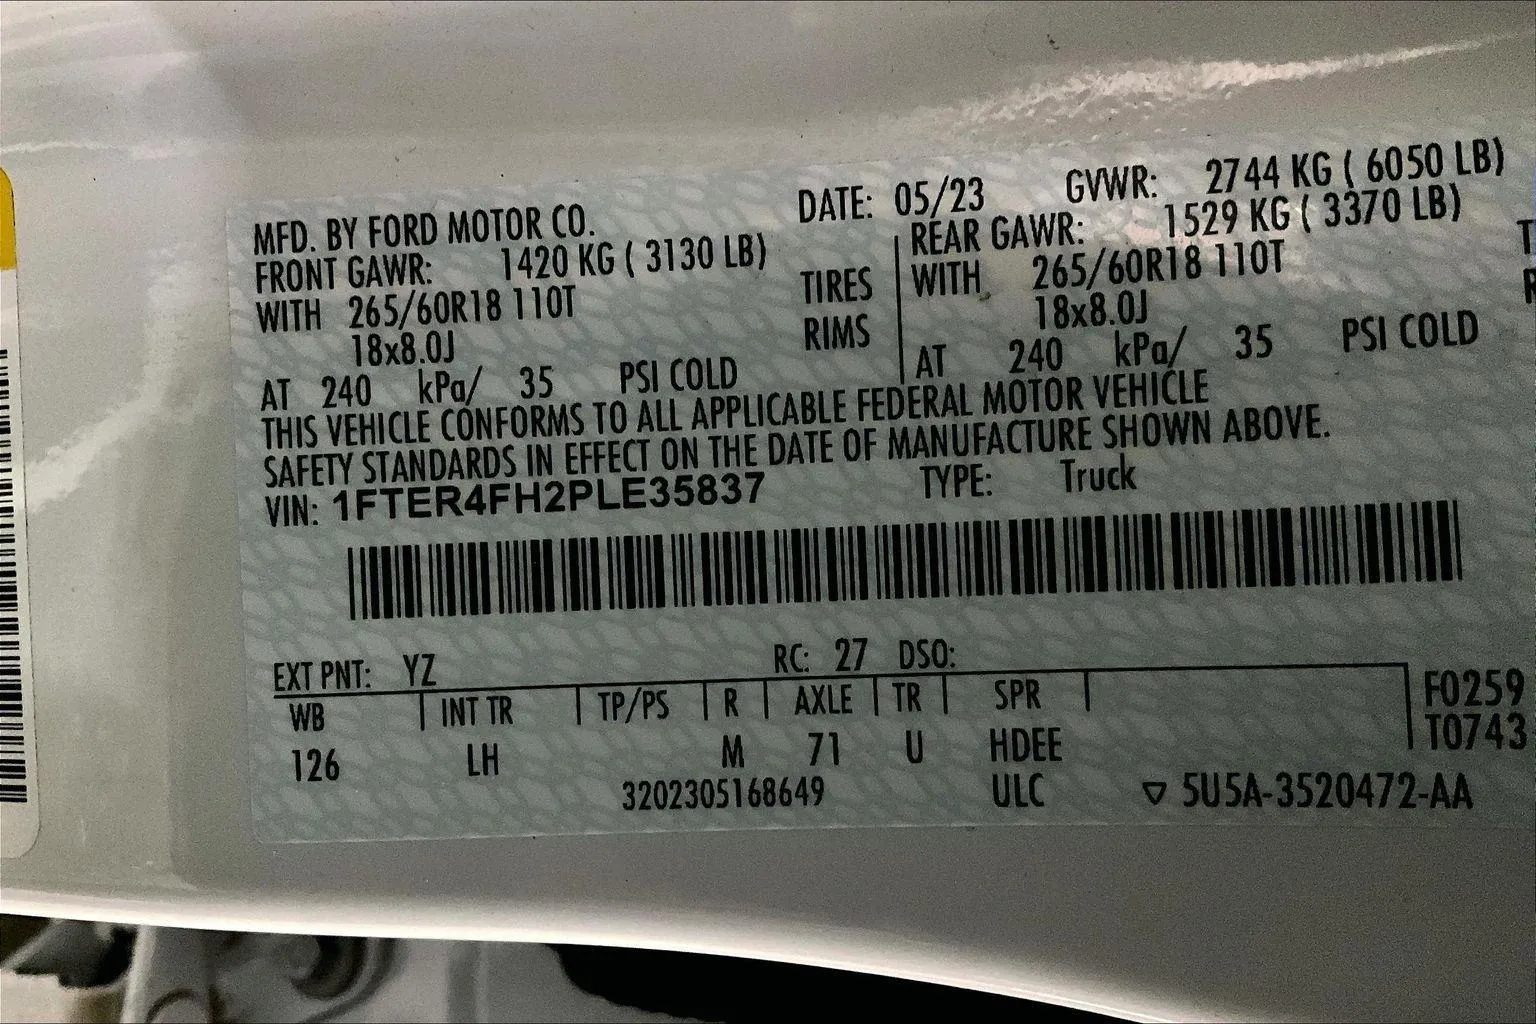 MFD. BY FORD MOTOR CO. DATE: 05/23 GVWR: 2744 KG ( 6050 LB)
FRONT GAWR: 1420 KG ( 3130 LB) REAR GAWR: 1529 KG ( 3370 LB)
WITH 265/60R18 110T TIRES WITH 265/60R18 110T
18x8.0J RIMS 18x8.0J
AT 240 kPa/ 35 PSI COLD AT 240 kPa/ 35 PSI COLD
THIS VEHICLE CONFORMS TO ALL APPLICABLE FEDERAL MOTOR VEHICLE
SAFETY STANDARDS IN EFFECT ON THE DATE OF MANUFACTURE SHOWN ABOVE.
VIN: 1FTER4FH2PLE35837 TYPE: Truck
EXT PNT: YZ RC: 27 DSO:
WB INT TR TP/PS R AXLE TR SPR F0259
126 LH M 71 U HDEE T0743
3202305168649 ULC ▽ 5U5A-3520472-AA